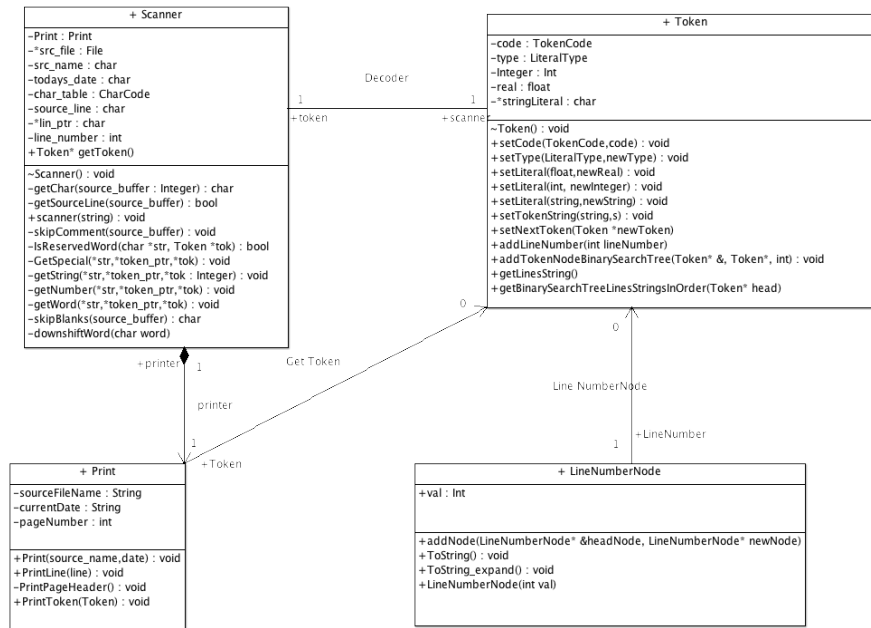 + Scanner
-Print : Print
-*src_file : File
-src_name : char
-todays_date : char
-char_table : CharCode
-source_line : char
-*lin_ptr : char
-line_number : int
+Token* getToken()
~Scanner() : void
-getChar(source_buffer : Integer) : char
-getSourceLine(source_buffer) : bool
+scanner(string) : void
-skipComment(source_buffer) : void
-IsReservedWord(char *str, Token *tok) : bool
-GetSpecial(*str,*token_ptr,*tok) : void
-getString(*str,*token_ptr,*tok : Integer) : void
-getNumber(*str,*token_ptr,*tok) : void
-getWord(*str,*token_ptr,*tok) : void
-skipBlanks(source_buffer) : char
-downshiftWord(char word)
Decoder
1
+token
1
+scanner
+ Token
-code : TokenCode
-type : LiteralType
-Integer : Int
-real : float
-*stringLiteral : char
~Token() : void
+setCode(TokenCode,code) : void
+setType(LiteralType,newType) : void
+setLiteral(float,newReal) : void
+setLiteral(int, newInteger) : void
+setLiteral(string,newString) : void
+setTokenString(string,s) : void
+setNextToken(Token *newToken)
+addLineNumber(int lineNumber)
+addTokenNodeBinarySearchTree(Token* &, Token*, int) : void
+getLinesString()
+getBinarySearchTreeLinesStringsInOrder(Token* head)
+printer
1
printer
1
Get Token
0
+Token
0
Line NumberNode
1
+LineNumber
+ Print
-sourceFileName : String
-currentDate : String
-pageNumber : int
+Print(source_name,date) : void
+PrintLine(line) : void
-PrintPageHeader() : void
+PrintToken(Token) : void
+ LineNumberNode
+val : Int
+addNode(LineNumberNode* &headNode, LineNumberNode* newNode)
+ToString() : void
+ToString_expand() : void
+LineNumberNode(int val)